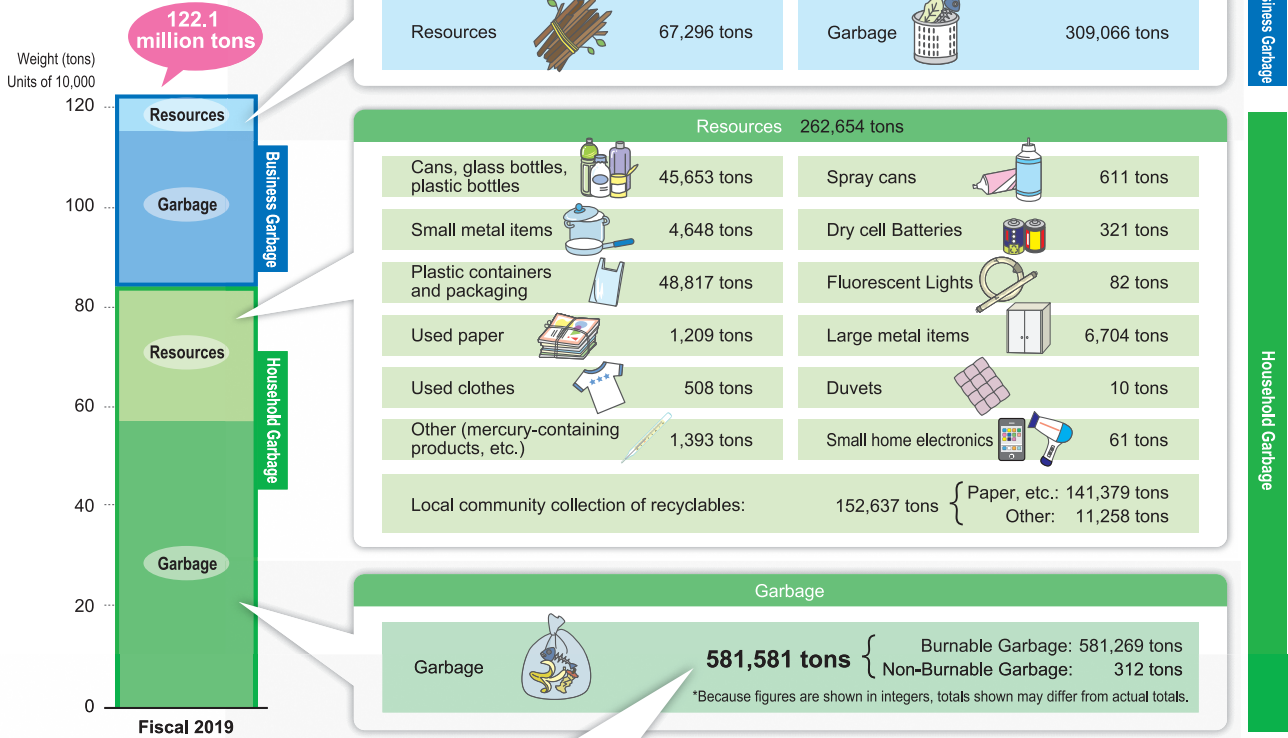 122.1
million tons
Weight (tons)
Units of 10,000
120
100
80
60
40
20
0
Resources
Garbage
Business Garbage
Resources
Garbage
Household Garbage
Fiscal 2019
Resources 67,296 tons
Garbage 309,066 tons
Resources 262,654 tons
Cans, glass bottles,
plastic bottles
45,653 tons
Spray cans 611 tons
Small metal items 4,648 tons
Dry cell Batteries 321 tons
Plastic containers
and packaging
48,817 tons
Fluorescent Lights 82 tons
Used paper 1,209 tons
Large metal items 6,704 tons
Used clothes 508 tons
Duvets 10 tons
Other (mercury-containing
products, etc.)
1,393 tons
Small home electronics 61 tons
Local community collection of recyclables: 152,637 tons
Paper, etc.: 141,379 tons
Other: 11,258 tons
Garbage
Garbage
581,581 tons
Burnable Garbage: 581,269 tons
Non-Burnable Garbage: 312 tons
*Because figures are shown in integers, totals shown may differ from actual totals.
Garbage
Household Garbage